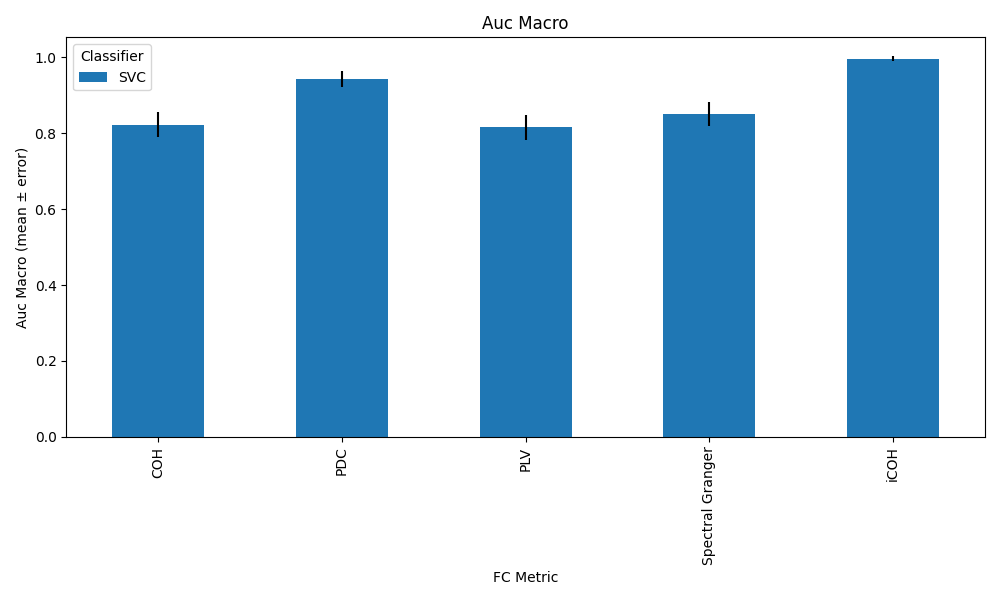 Auc Macro
Classifier
SVC
Auc Macro (mean ± error)
1.0
0.8
0.6
0.4
0.2
0.0
COH
PDC
PLV
Spectral Granger
iCOH
FC Metric